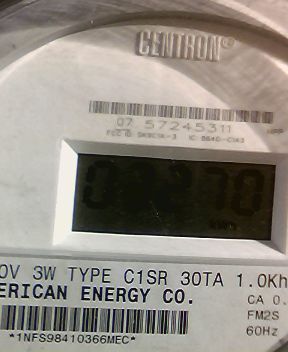 CENTRON®
07 57245311
0V 3W TYPE C1SR 30TA 1.0Kh
ERICAN ENERGY CO.
CA 0.
FM2S
60Hz
*1NFS98410366MEC*